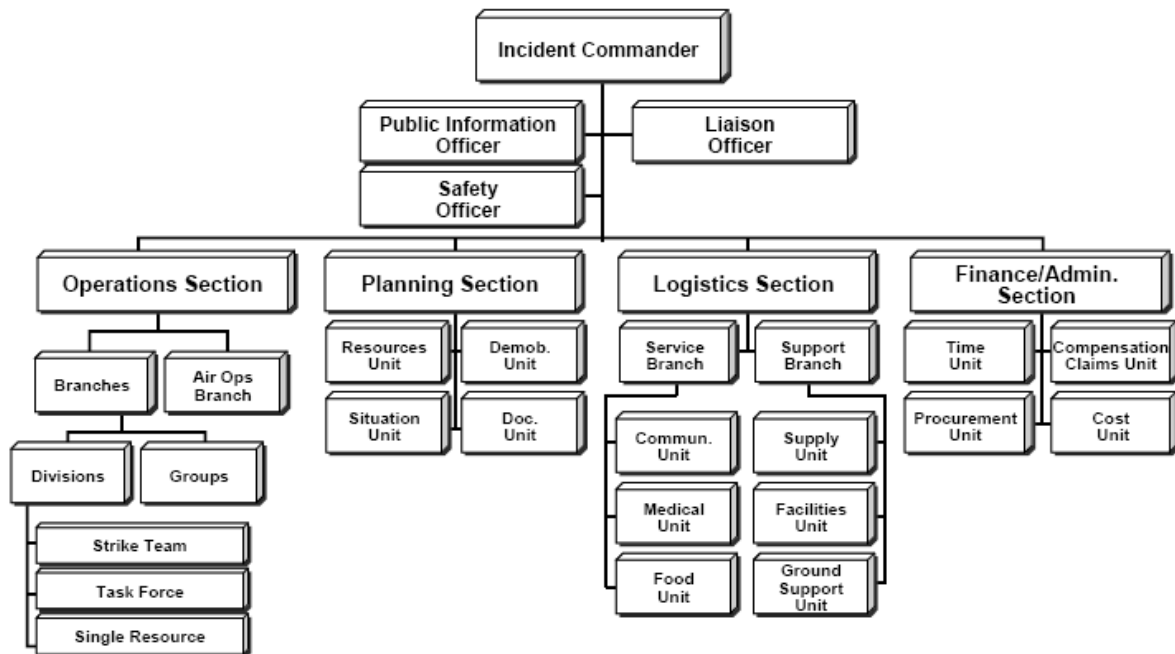 Incident Commander
Public Information
Officer
Liaison
Officer
Safety
Officer
Operations Section
Planning Section
Logistics Section
Finance/Admin.
Section
Branches
Air Ops
Branch
Divisions
Groups
Strike Team
Task Force
Single Resource
Resources
Unit
Demob.
Unit
Situation
Unit
Doc.
Unit
Service
Branch
Support
Branch
Commun.
Unit
Supply
Unit
Medical
Unit
Facilities
Unit
Food
Unit
Ground
Support
Unit
Time
Unit
Compensation
Claims Unit
Procurement
Unit
Cost
Unit